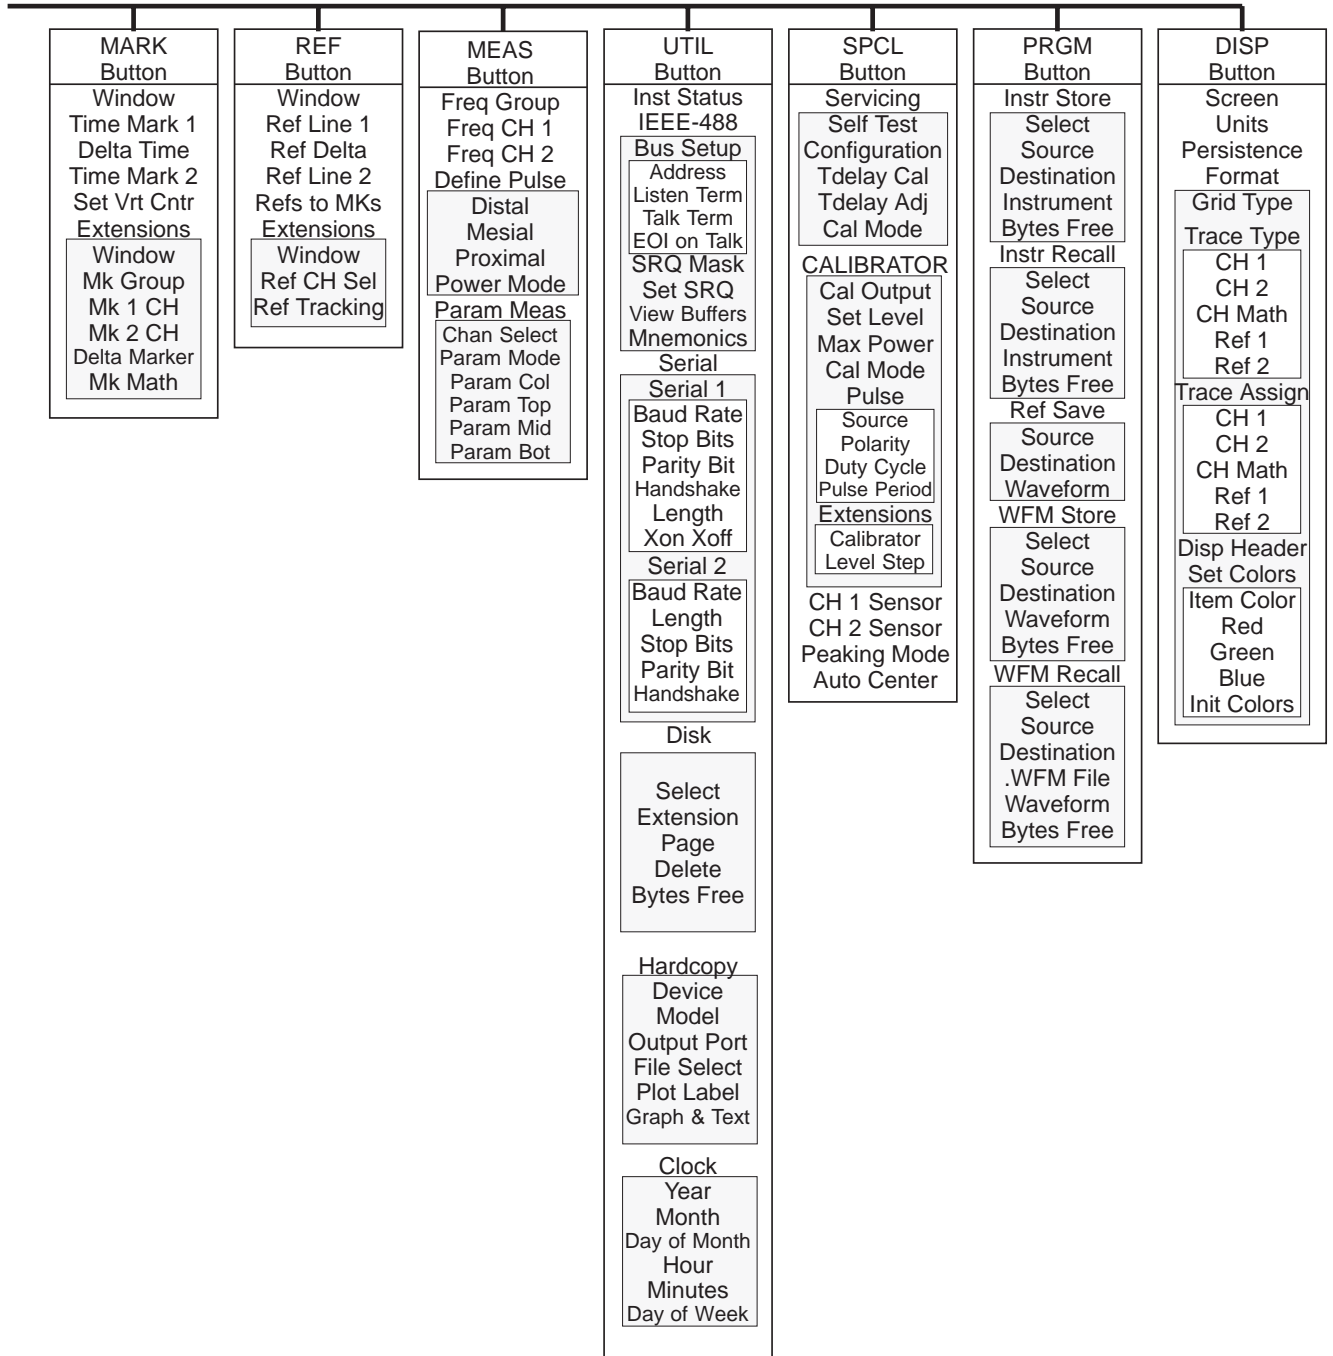 MARK
Button
Window
Time Mark 1
Delta Time
Time Mark 2
Set Vrt Cntr
Extensions
Window
Mk Group
Mk 1 CH
Mk 2 CH
Delta Marker
Mk Math
REF
Button
Window
Ref Line 1
Ref Delta
Ref Line 2
Refs to MKs
Extensions
Window
Ref CH Sel
Ref Tracking
MEAS
Button
Freq Group
Freq CH 1
Freq CH 2
Define Pulse
Distal
Mesial
Proximal
Power Mode
Param Meas
Chan Select
Param Mode
Param Col
Param Top
Param Mid
Param Bot
UTIL
Button
Inst Status
IEEE-488
Bus Setup
Address
Listen Term
Talk Term
EOI on Talk
SRQ Mask
Set SRQ
View Buffers
Mnemonics
Serial
Serial 1
Baud Rate
Stop Bits
Parity Bit
Handshake
Length
Xon Xoff
Serial 2
Baud Rate
Length
Stop Bits
Parity Bit
Handshake
Disk
Select
Extension
Page
Delete
Bytes Free
Hardcopy
Device
Model
Output Port
File Select
Plot Label
Graph & Text
Clock
Year
Month
Day of Month
Hour
Minutes
Day of Week
SPCL
Button
Servicing
Self Test
Configuration
Tdelay Cal
Tdelay Adj
Cal Mode
CALIBRATOR
Cal Output
Set Level
Max Power
Cal Mode
Pulse
Source
Polarity
Duty Cycle
Pulse Period
Extensions
Calibrator
Level Step
CH 1 Sensor
CH 2 Sensor
Peaking Mode
Auto Center
PRGM
Button
Instr Store
Select
Source
Destination
Instrument
Bytes Free
Instr Recall
Select
Source
Destination
Instrument
Bytes Free
Ref Save
Source
Destination
Waveform
WFM Store
Select
Source
Destination
Waveform
Bytes Free
WFM Recall
Select
Source
Destination
.WFM File
Waveform
Bytes Free
DISP
Button
Screen
Units
Persistence
Format
Grid Type
Trace Type
CH 1
CH 2
CH Math
Ref 1
Ref 2
Trace Assign
CH 1
CH 2
CH Math
Ref 1
Ref 2
Disp Header
Set Colors
Item Color
Red
Green
Blue
Init Colors